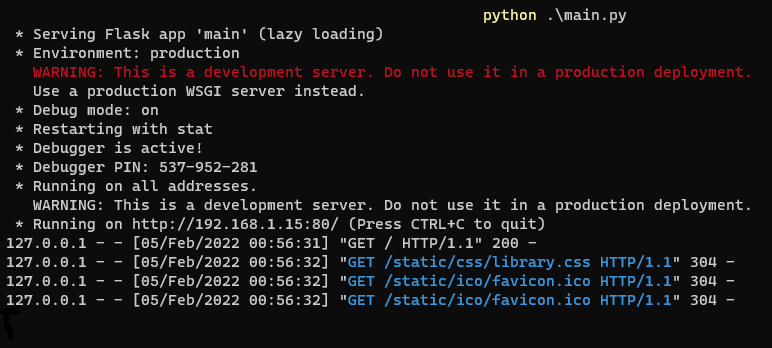 python .\main.py
* Serving Flask app 'main' (lazy loading)
* Environment: production
WARNING: This is a development server. Do not use it in a production deployment.
Use a production WSGI server instead.
* Debug mode: on
* Restarting with stat
* Debugger is active!
* Debugger PIN: 537-952-281
* Running on all addresses.
WARNING: This is a development server. Do not use it in a production deployment.
* Running on http://192.168.1.15:80/ (Press CTRL+C to quit)
127.0.0.1 - - [05/Feb/2022 00:56:31] "GET / HTTP/1.1" 200 -
127.0.0.1 - - [05/Feb/2022 00:56:32] "GET /static/css/library.css HTTP/1.1" 304 -
127.0.0.1 - - [05/Feb/2022 00:56:32] "GET /static/ico/favicon.ico HTTP/1.1" 304 -
127.0.0.1 - - [05/Feb/2022 00:56:32] "GET /static/ico/favicon.ico HTTP/1.1" 304 -